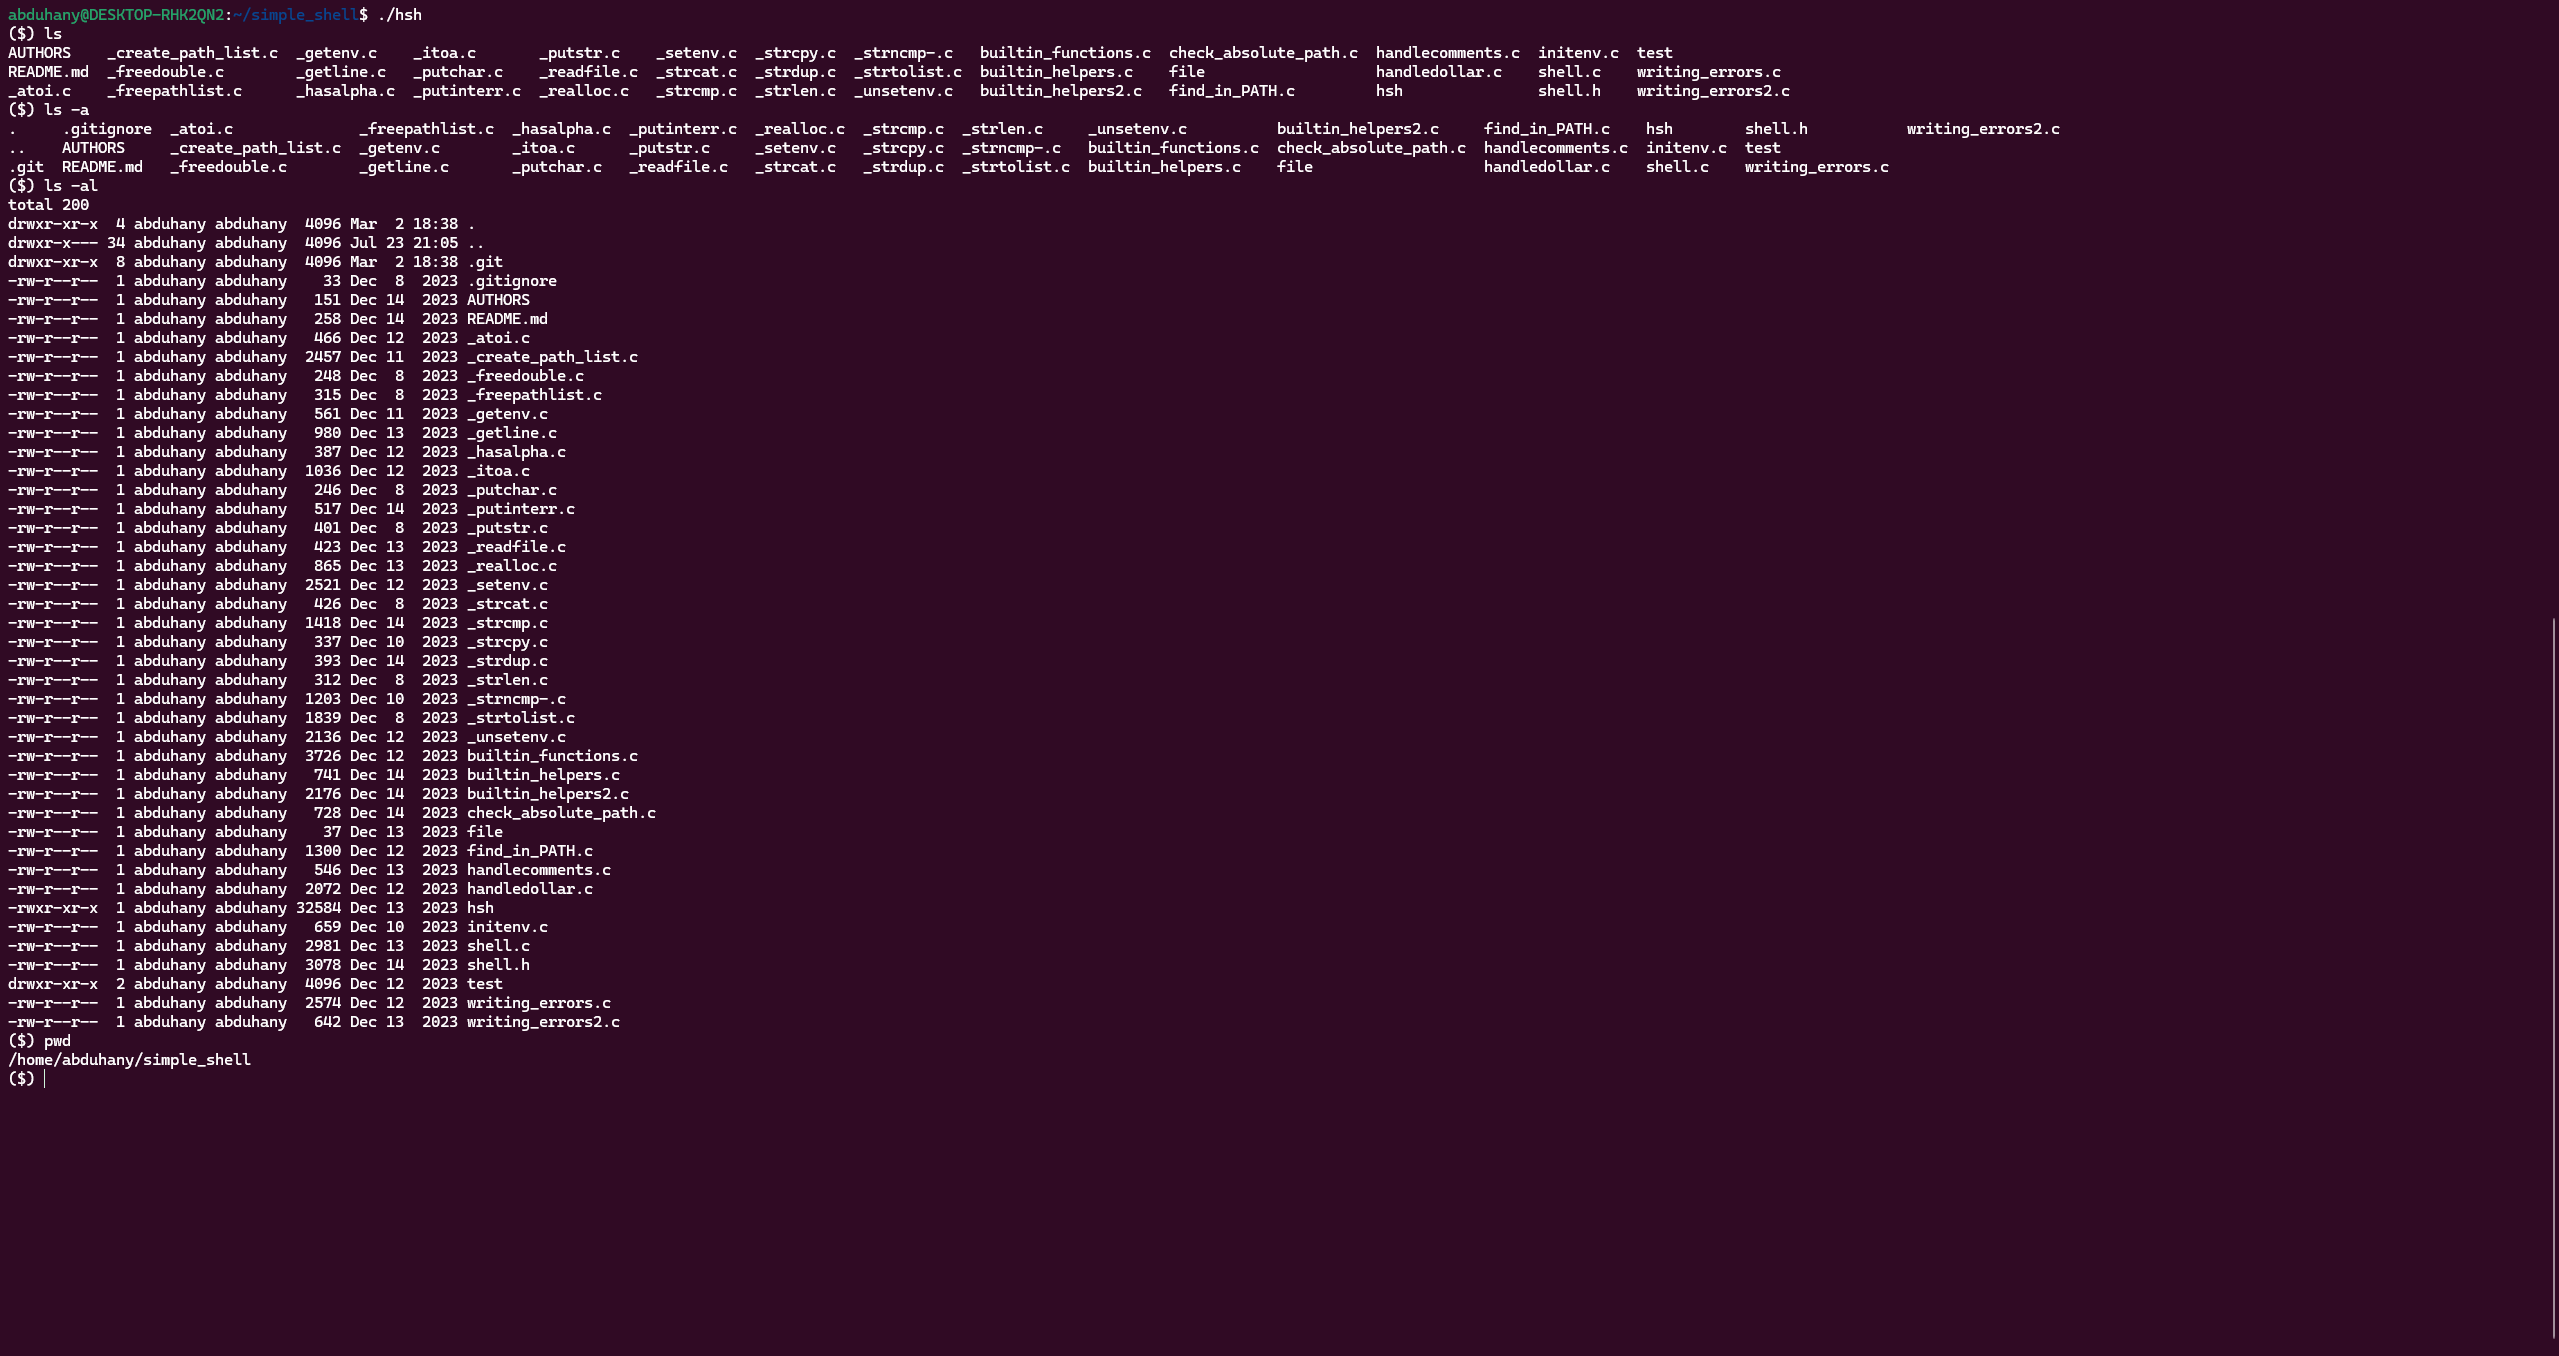 abduhany@DESKTOP-RHK2QN2:~/simple_shell$ ./hsh
($) ls
AUTHORS    _create_path_list.c  _getenv.c    _itoa.c       _putstr.c    _setenv.c  _strcpy.c  _strncmp-.c   builtin_functions.c  check_absolute_path.c  handlecomments.c  initenv.c  test
README.md  _freedouble.c        _getline.c   _putchar.c    _readfile.c  _strcat.c  _strdup.c  _strtolist.c  builtin_helpers.c    file                   handledollar.c    shell.c    writing_errors.c
_atoi.c    _freepathlist.c      _hasalpha.c  _putinterr.c  _realloc.c   _strcmp.c  _strlen.c  _unsetenv.c   builtin_helpers2.c   find_in_PATH.c         hsh               shell.h    writing_errors2.c
($) ls -a
.     .gitignore  _atoi.c              _freepathlist.c  _hasalpha.c  _putinterr.c  _realloc.c  _strcmp.c  _strlen.c     _unsetenv.c          builtin_helpers2.c     find_in_PATH.c    hsh        shell.h           writing_errors2.c
..    AUTHORS     _create_path_list.c  _getenv.c        _itoa.c      _putstr.c     _setenv.c   _strcpy.c  _strncmp-.c   builtin_functions.c  check_absolute_path.c  handlecomments.c  initenv.c  test
.git  README.md   _freedouble.c        _getline.c       _putchar.c   _readfile.c   _strcat.c   _strdup.c  _strtolist.c  builtin_helpers.c    file                   handledollar.c    shell.c    writing_errors.c
($) ls -al
total 200
drwxr-xr-x  4 abduhany abduhany  4096 Mar  2 18:38 .
drwxr-x--- 34 abduhany abduhany  4096 Jul 23 21:05 ..
drwxr-xr-x  8 abduhany abduhany  4096 Mar  2 18:38 .git
-rw-r--r--  1 abduhany abduhany    33 Dec  8  2023 .gitignore
-rw-r--r--  1 abduhany abduhany   151 Dec 14  2023 AUTHORS
-rw-r--r--  1 abduhany abduhany   258 Dec 14  2023 README.md
-rw-r--r--  1 abduhany abduhany   466 Dec 12  2023 _atoi.c
-rw-r--r--  1 abduhany abduhany  2457 Dec 11  2023 _create_path_list.c
-rw-r--r--  1 abduhany abduhany   248 Dec  8  2023 _freedouble.c
-rw-r--r--  1 abduhany abduhany   315 Dec  8  2023 _freepathlist.c
-rw-r--r--  1 abduhany abduhany   561 Dec 11  2023 _getenv.c
-rw-r--r--  1 abduhany abduhany   980 Dec 13  2023 _getline.c
-rw-r--r--  1 abduhany abduhany   387 Dec 12  2023 _hasalpha.c
-rw-r--r--  1 abduhany abduhany  1036 Dec 12  2023 _itoa.c
-rw-r--r--  1 abduhany abduhany   246 Dec  8  2023 _putchar.c
-rw-r--r--  1 abduhany abduhany   517 Dec 14  2023 _putinterr.c
-rw-r--r--  1 abduhany abduhany   401 Dec  8  2023 _putstr.c
-rw-r--r--  1 abduhany abduhany   423 Dec 13  2023 _readfile.c
-rw-r--r--  1 abduhany abduhany   865 Dec 13  2023 _realloc.c
-rw-r--r--  1 abduhany abduhany  2521 Dec 12  2023 _setenv.c
-rw-r--r--  1 abduhany abduhany   426 Dec  8  2023 _strcat.c
-rw-r--r--  1 abduhany abduhany  1418 Dec 14  2023 _strcmp.c
-rw-r--r--  1 abduhany abduhany   337 Dec 10  2023 _strcpy.c
-rw-r--r--  1 abduhany abduhany   393 Dec 14  2023 _strdup.c
-rw-r--r--  1 abduhany abduhany   312 Dec  8  2023 _strlen.c
-rw-r--r--  1 abduhany abduhany  1203 Dec 10  2023 _strncmp-.c
-rw-r--r--  1 abduhany abduhany  1839 Dec  8  2023 _strtolist.c
-rw-r--r--  1 abduhany abduhany  2136 Dec 12  2023 _unsetenv.c
-rw-r--r--  1 abduhany abduhany  3726 Dec 12  2023 builtin_functions.c
-rw-r--r--  1 abduhany abduhany   741 Dec 14  2023 builtin_helpers.c
-rw-r--r--  1 abduhany abduhany  2176 Dec 14  2023 builtin_helpers2.c
-rw-r--r--  1 abduhany abduhany   728 Dec 14  2023 check_absolute_path.c
-rw-r--r--  1 abduhany abduhany    37 Dec 13  2023 file
-rw-r--r--  1 abduhany abduhany  1300 Dec 12  2023 find_in_PATH.c
-rw-r--r--  1 abduhany abduhany   546 Dec 13  2023 handlecomments.c
-rw-r--r--  1 abduhany abduhany  2072 Dec 12  2023 handledollar.c
-rwxr-xr-x  1 abduhany abduhany 32584 Dec 13  2023 hsh
-rw-r--r--  1 abduhany abduhany   659 Dec 10  2023 initenv.c
-rw-r--r--  1 abduhany abduhany  2981 Dec 13  2023 shell.c
-rw-r--r--  1 abduhany abduhany  3078 Dec 14  2023 shell.h
drwxr-xr-x  2 abduhany abduhany  4096 Dec 12  2023 test
-rw-r--r--  1 abduhany abduhany  2574 Dec 12  2023 writing_errors.c
-rw-r--r--  1 abduhany abduhany   642 Dec 13  2023 writing_errors2.c
($) pwd
/home/abduhany/simple_shell
($)